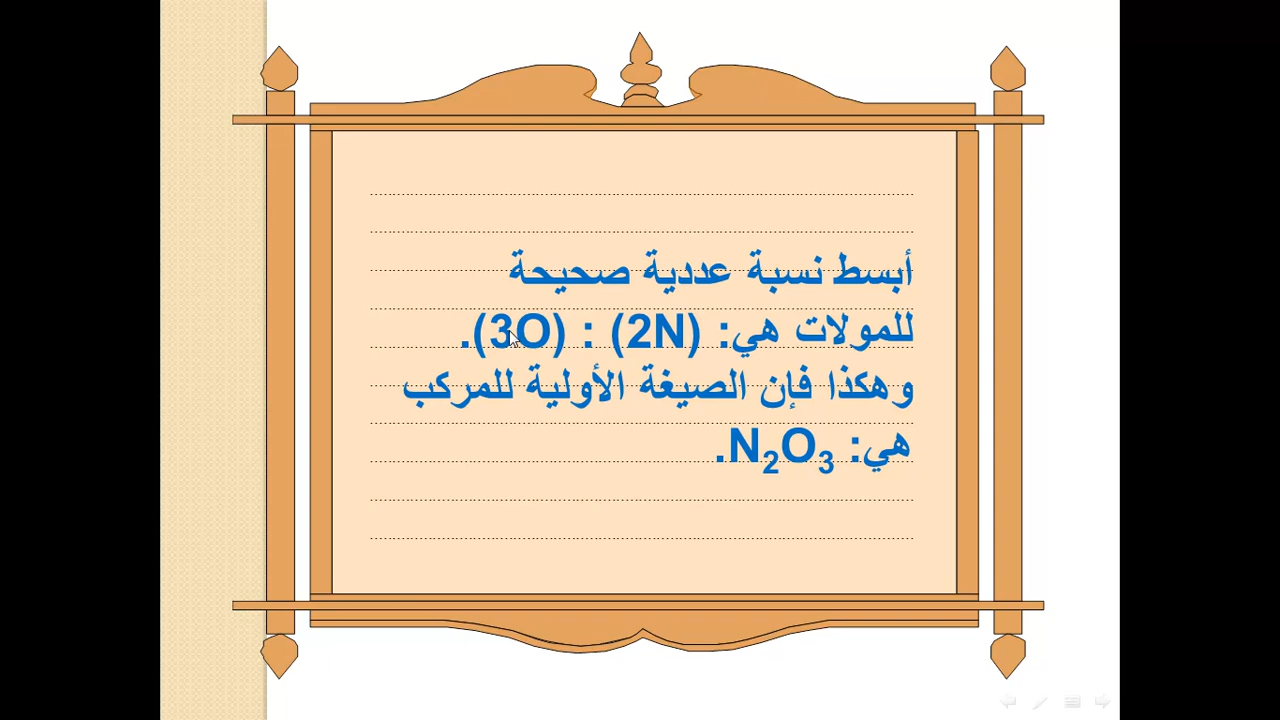 أبسط نسبة عددية صحيحة
للمولات هي: (2N) : (3O).
وهكذا فإن الصيغة الأولية للمركب
هي: N₂O₃.